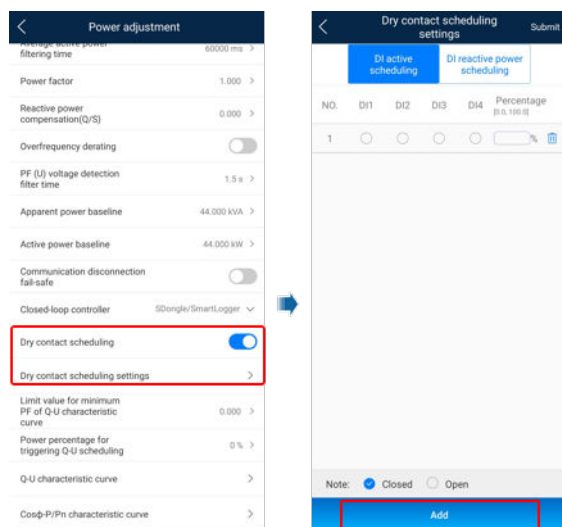 Power adjustment
Average active power
filtering time
60000 ms
Power factor
1.000
Reactive power
compensation(Q/S)
0.000
Overfrequency derating
PF (U) voltage detection
filter time
1.5 s
Apparent power baseline
44.000 kVA
Active power baseline
44.000 kW
Communication disconnection
fail-safe
Closed-loop controller
SDongle/SmartLogger
Dry contact scheduling
Dry contact scheduling settings
Limit value for minimum
PF of Q-U characteristic
curve
0.000
Power percentage for
triggering Q-U scheduling
0 %
Q-U characteristic curve
Cosф-P/Pn characteristic curve
Dry contact scheduling
settings
Submit
DI active
scheduling
DI reactive power
scheduling
NO.
DI1
DI2
DI3
DI4
Percentage
[0.0, 100.0]
1
%
Note:
Closed
Open
Add